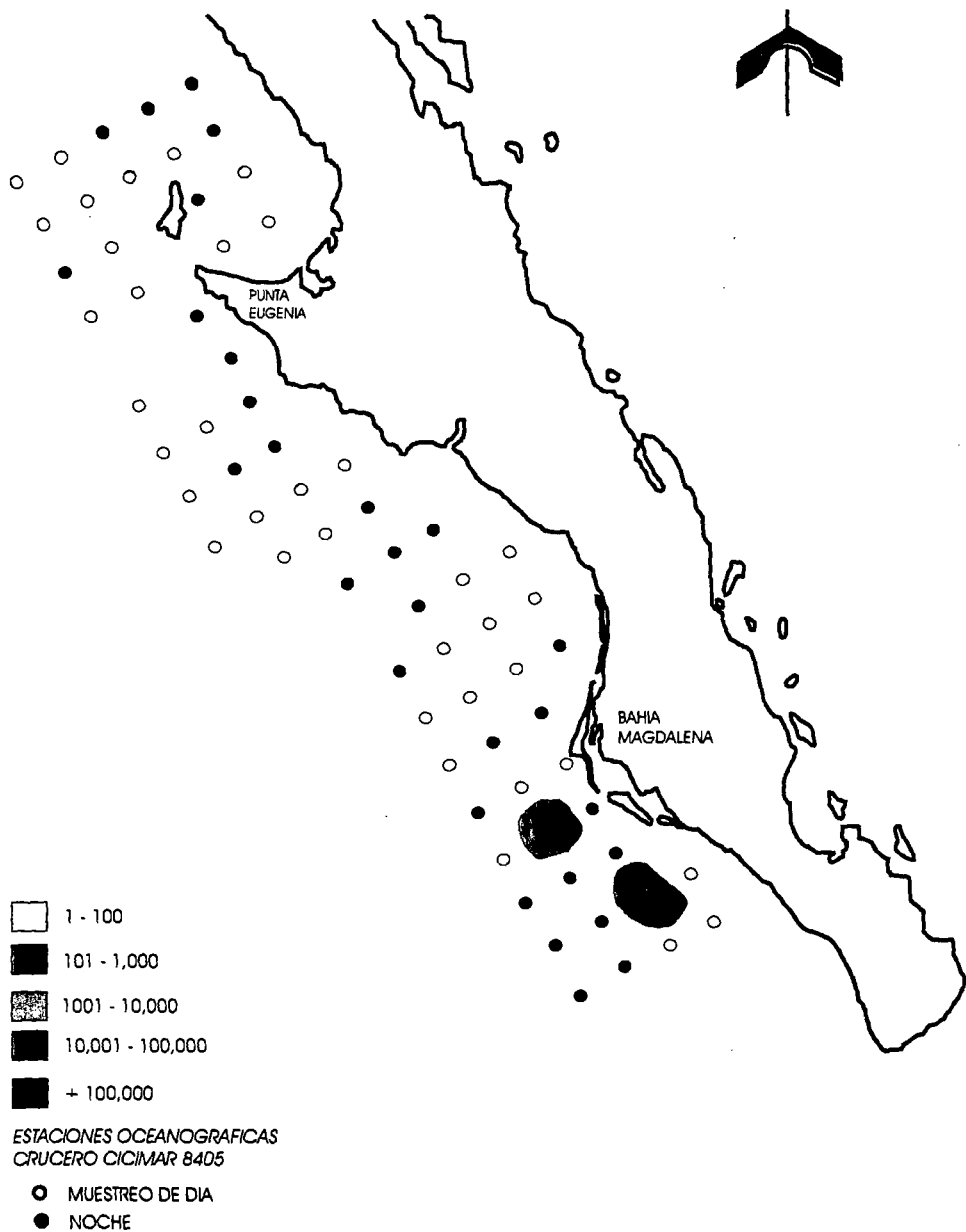 PUNTA
EUGENIA
BAHIA
MAGDALENA
1 - 100
101 - 1,000
1001 - 10,000
10,001 - 100,000
+ 100,000
ESTACIONES OCEANOGRAFICAS
CRUCERO CICIMAR 8405
MUESTREO DE DIA
NOCHE